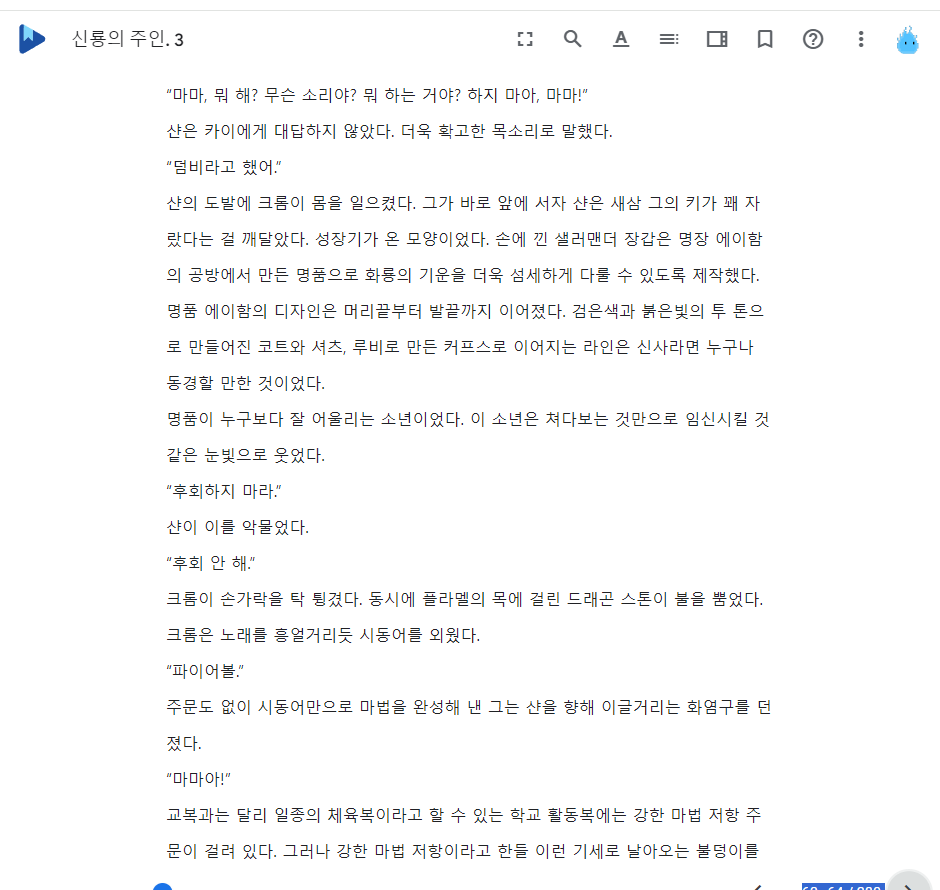 신룡의 주인. 3
“마마, 뭐 해? 무슨 소리야? 뭐 하는 거야? 하지 마아, 마마!”
샨은 카이에게 대답하지 않았다. 더욱 확고한 목소리로 말했다.
“덤비라고 했어.”
샨의 도발에 크롬이 몸을 일으켰다. 그가 바로 앞에 서자 샨은 새삼 그의 키가 꽤 자
랐다는 걸 깨달았다. 성장기가 온 모양이었다. 손에 낀 샐러맨더 장갑은 명장 에이함
의 공방에서 만든 명품으로 화룡의 기운을 더욱 섬세하게 다룰 수 있도록 제작했다.
명품 에이함의 디자인은 머리끝부터 발끝까지 이어졌다. 검은색과 붉은빛의 투 톤으
로 만들어진 코트와 셔츠, 루비로 만든 커프스로 이어지는 라인은 신사라면 누구나
동경할 만한 것이었다.
명품이 누구보다 잘 어울리는 소년이었다. 이 소년은 쳐다보는 것만으로 임신시킬 것
같은 눈빛으로 웃었다.
“후회하지 마라.”
샨이 이를 악물었다.
“후회 안 해.”
크롬이 손가락을 탁 튕겼다. 동시에 플라멜의 목에 걸린 드래곤 스톤이 불을 뿜었다.
크롬은 노래를 흥얼거리듯 시동어를 외웠다.
“파이어볼.”
주문도 없이 시동어만으로 마법을 완성해 낸 그는 샨을 향해 이글거리는 화염구를 던
졌다.
“마마아!”
교복과는 달리 일종의 체육복이라고 할 수 있는 학교 활동복에는 강한 마법 저항 주
문이 걸려 있다. 그러나 강한 마법 저항이라고 한들 이런 기세로 날아오는 불덩이를